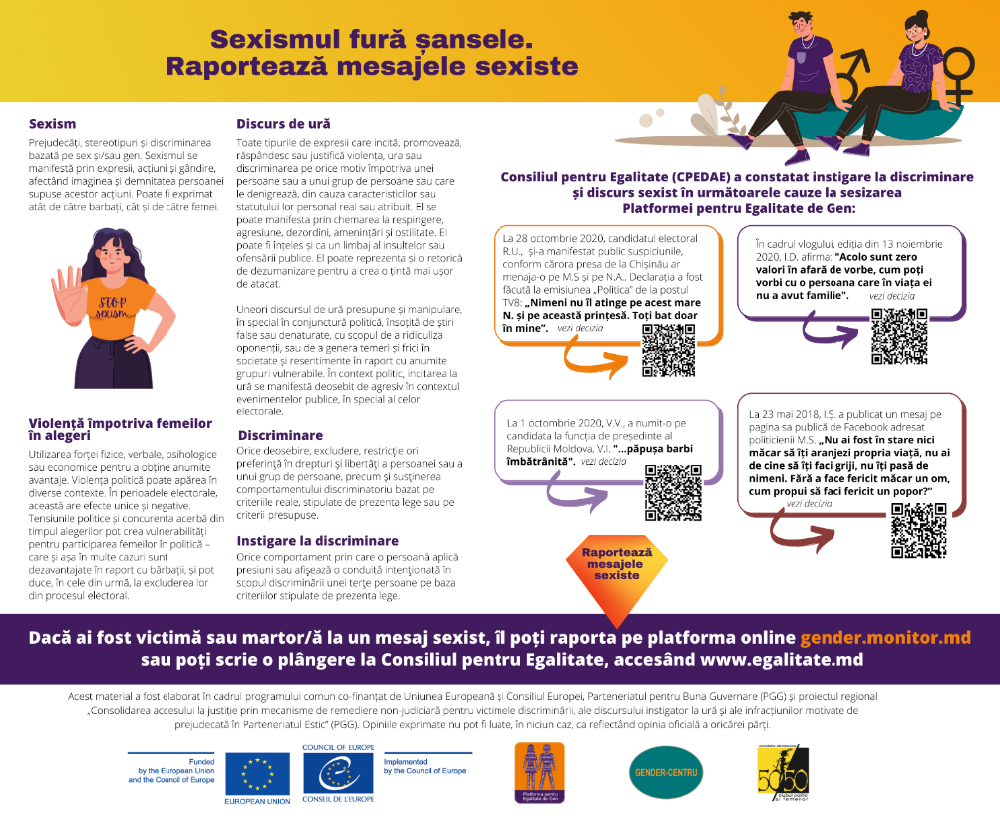 Sexismul fură șansele.
Raportează mesajele sexiste
Sexism
Prejudecăți, stereotipuri și discriminarea
bazată pe sex și/sau gen. Sexismul se
manifestă prin expresii, acțiuni și gândire,
afectând imaginea și demnitatea persoanei
supuse acestor acțiuni. Poate fi exprimat
atât de către barbați, cât și de către femei.
STOP
sexism
Violență împotriva femeilor
în alegeri
Utilizarea forței fizice, verbale, psihologice
sau economice pentru a obține anumite
avantaje. Violența politică poate apărea în
diverse contexte. În perioadele electorale,
această are efecte unice și negative.
Tensiunile politice și concurența acerbă din
timpul alegerilor pot crea vulnerabilități
pentru participarea femeilor în politică –
care și așa în multe cazuri sunt
dezavantajate în raport cu bărbații, și pot
duce, în cele din urmă, la excluderea lor
din procesul electoral.
Discurs de ură
Toate tipurile de expresii care incită, promovează,
răspândesc sau justifică violența, ura sau
discriminarea pe orice motiv împotriva unei
persoane sau a unui grup de persoane sau care
le denigrează, din cauza caracteristicilor sau
statutului lor personal real sau atribuit. El se
poate manifesta prin chemarea la respingere,
agresiune, dezordini, amenințări și ostilitate. El
poate fi înțeles și ca un limbaj al insultelor sau
ofensării publice. El poate reprezenta și o retorică
de dezumanizare pentru a crea o țintă mai ușor
de atacat.
Uneori discursul de ură presupune și manipulare,
în special în conjunctură politică, însoțită de știri
false sau denaturate, cu scopul de a ridiculiza
oponenții, sau de a genera temeri și frici în
societate și resentimente în raport cu anumite
grupuri vulnerabile. În context politic, incitarea la
ură se manifestă deosebit de agresiv în contextul
evenimentelor publice, în special al celor
electorale.
Discriminare
Orice deosebire, excludere, restricţie ori
preferinţă în drepturi şi libertăţi a persoanei sau a
unui grup de persoane, precum şi susţinerea
comportamentului discriminatoriu bazat pe
criteriile reale, stipulate de prezenta lege sau pe
criterii presupuse.
Instigare la discriminare
Orice comportament prin care o persoană aplică
presiuni sau afişează o conduită intenţionată în
scopul discriminării unei terţe persoane pe baza
criteriilor stipulate de prezenta lege.
Consiliul pentru Egalitate (CPEDAE) a constatat instigare la discriminare
și discurs sexist în următoarele cauze la sesizarea
Platformei pentru Egalitate de Gen:
La 28 octombrie 2020, candidatul electoral
R.U., și-a manifestat public suspiciunile,
conform cărora presa de la Chișinău ar
menaja-o pe M.S și pe N.A.. Declarația a fost
făcută la emisiunea „Politica” de la postul
TV8: „Nimeni nu îl atinge pe acest mare
N. și pe această prințesă. Toți bat doar
în mine”. vezi decizia
În cadrul vlogului, ediția din 13 noiembrie
2020, I.D. afirma: "Acolo sunt zero
valori în afară de vorbe, cum poți
vorbi cu o persoana care în viața ei
nu a avut familie". vezi decizia
La 1 octombrie 2020, V.V., a numit-o pe
candidata la funcția de președinte al
Republicii Moldova, V.I. "...păpușa barbi
îmbătrânită". vezi decizia
La 23 mai 2018, I.Ș. a publicat un mesaj pe
pagina sa publică de Facebook adresat
politicienii M.S. „Nu ai fost în stare nici
măcar să îți aranjezi propria viață, nu ai
de cine să îți faci griji, nu îți pasă de
nimeni. Fără a face fericit măcar un om,
cum propui să faci fericit un popor?”
vezi decizia
Raportează
mesajele
sexiste
Dacă ai fost victimă sau martor/ă la un mesaj sexist, îl poți raporta pe platforma online gender.monitor.md
sau poți scrie o plângere la Consiliul pentru Egalitate, accesând www.egalitate.md
Acest material a fost elaborat în cadrul programului comun co-finanțat de Uniunea Europeană și Consiliul Europei, Parteneriatul pentru Buna Guvernare (PGG) și proiectul regional
„Consolidarea accesului la justiție prin mecanisme de remediere non-judiciară pentru victimele discriminării, ale discursului instigator la ură și ale infracțiunilor motivate de
prejudecată în Parteneriatul Estic” (PGG). Opiniile exprimate nu pot fi luate, în niciun caz, ca reflectând opinia oficială a oricărei părți.
Funded
by the European Union
and the Council of Europe
EUROPEAN UNION
COUNCIL OF EUROPE
CONSEIL DE L'EUROPE
Implemented
by the Council of Europe
Platforma pentru
Egalitate de Gen
GENDER-CENTRU
50/50
clubul politic
al femeilor